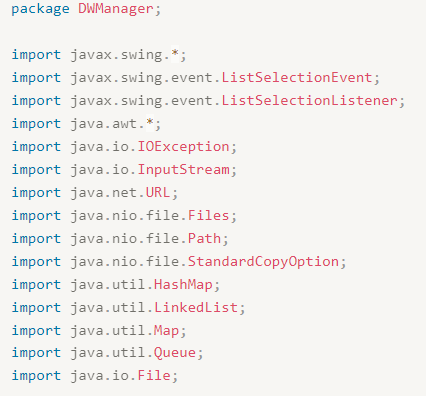 package DWManager;
import javax.swing.*;
import javax.swing.event.ListSelectionEvent;
import javax.swing.event.ListSelectionListener;
import java.awt.*;
import java.io.IOException;
import java.io.InputStream;
import java.net.URL;
import java.nio.file.Files;
import java.nio.file.Path;
import java.nio.file.StandardCopyOption;
import java.util.HashMap;
import java.util.LinkedList;
import java.util.Map;
import java.util.Queue;
import java.io.File;